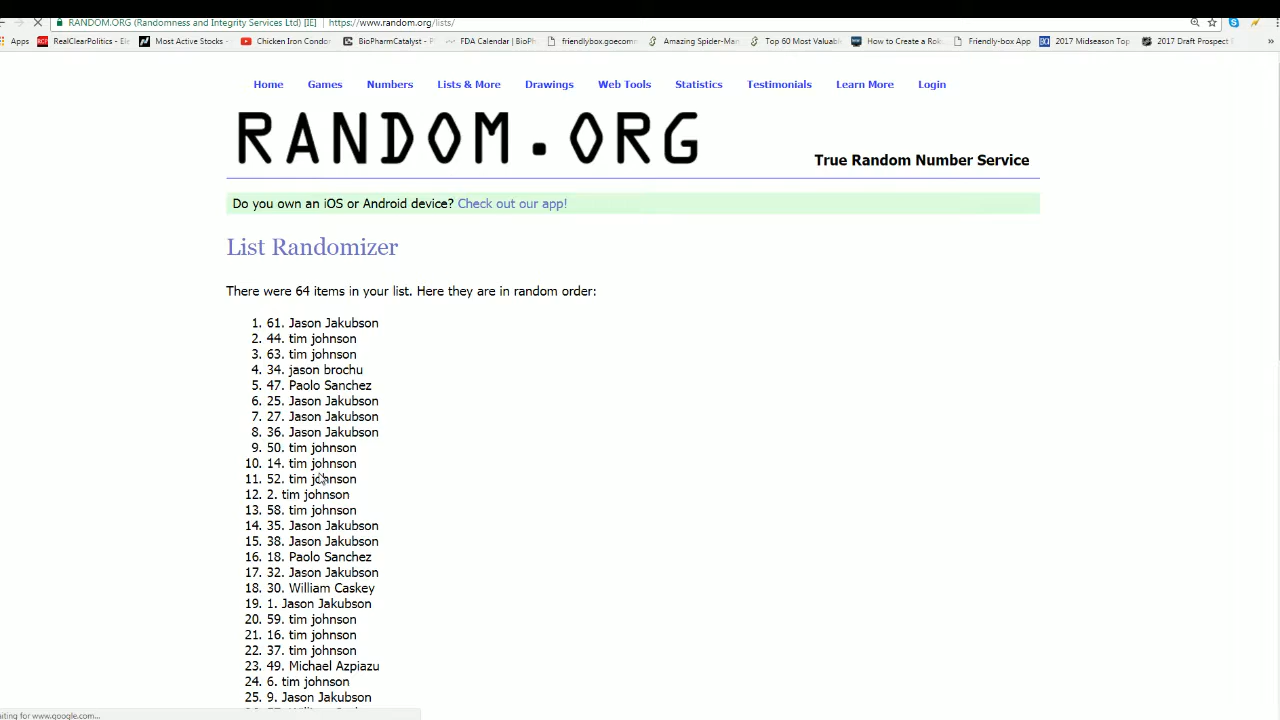 RANDOM.ORG (Randomness and Integrity Services Ltd) [IE] https://www.random.org/lists/
Apps RealClearPolitics - Ele Most Active Stocks - Chicken Iron Condor BioPharmCatalyst - FDA Calendar | BioPh friendlybox.goecomm Amazing Spider-Man Top 60 Most Valuabl How to Create a Rok Friendly-box App 2017 Midseason Top 2017 Draft Prospect »
Home Games Numbers Lists & More Drawings Web Tools Statistics Testimonials Learn More Login
RANDOM.ORG
True Random Number Service
Do you own an iOS or Android device? Check out our app!
List Randomizer
There were 64 items in your list. Here they are in random order:
1. 61. Jason Jakubson
2. 44. tim johnson
3. 63. tim johnson
4. 34. jason brochu
5. 47. Paolo Sanchez
6. 25. Jason Jakubson
7. 27. Jason Jakubson
8. 36. Jason Jakubson
9. 50. tim johnson
10. 14. tim johnson
11. 52. tim johnson
12. 2. tim johnson
13. 58. tim johnson
14. 35. Jason Jakubson
15. 38. Jason Jakubson
16. 18. Paolo Sanchez
17. 32. Jason Jakubson
18. 30. William Caskey
19. 1. Jason Jakubson
20. 59. tim johnson
21. 16. tim johnson
22. 37. tim johnson
23. 49. Michael Azpiazu
24. 6. tim johnson
25. 9. Jason Jakubson
aiting for www.google.com...